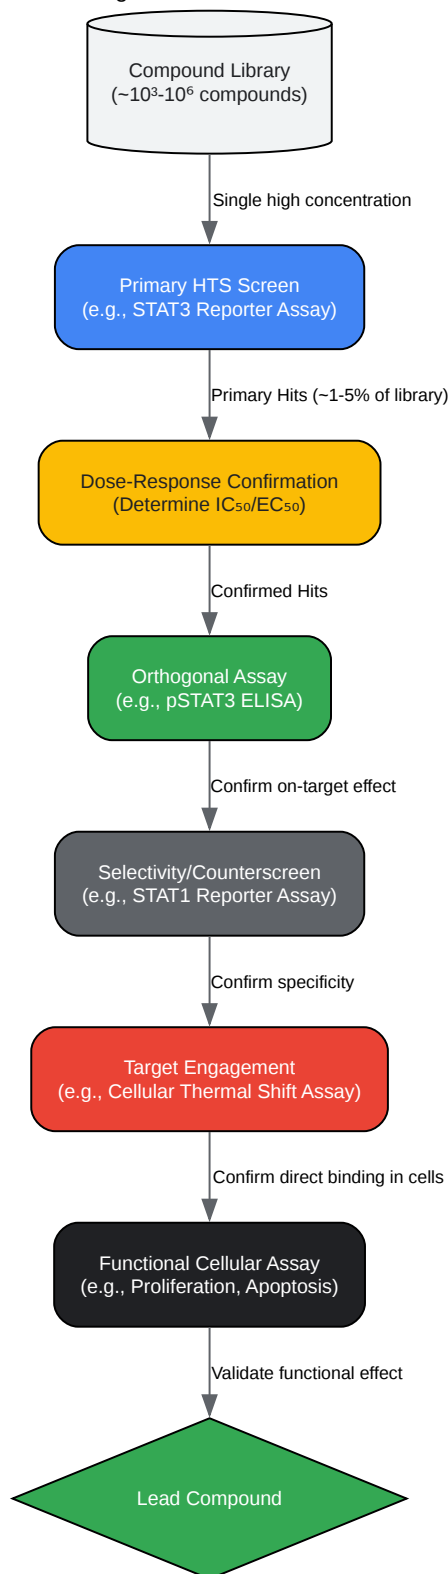 Compound Library
(~10³-10⁶ compounds)
Single high concentration
Primary HTS Screen
(e.g., STAT3 Reporter Assay)
Primary Hits (~1-5% of library)
Dose-Response Confirmation
(Determine IC₅₀/EC₅₀)
Confirmed Hits
Orthogonal Assay
(e.g., pSTAT3 ELISA)
Confirm on-target effect
Selectivity/Counterscreen
(e.g., STAT1 Reporter Assay)
Confirm specificity
Target Engagement
(e.g., Cellular Thermal Shift Assay)
Confirm direct binding in cells
Functional Cellular Assay
(e.g., Proliferation, Apoptosis)
Validate functional effect
Lead Compound